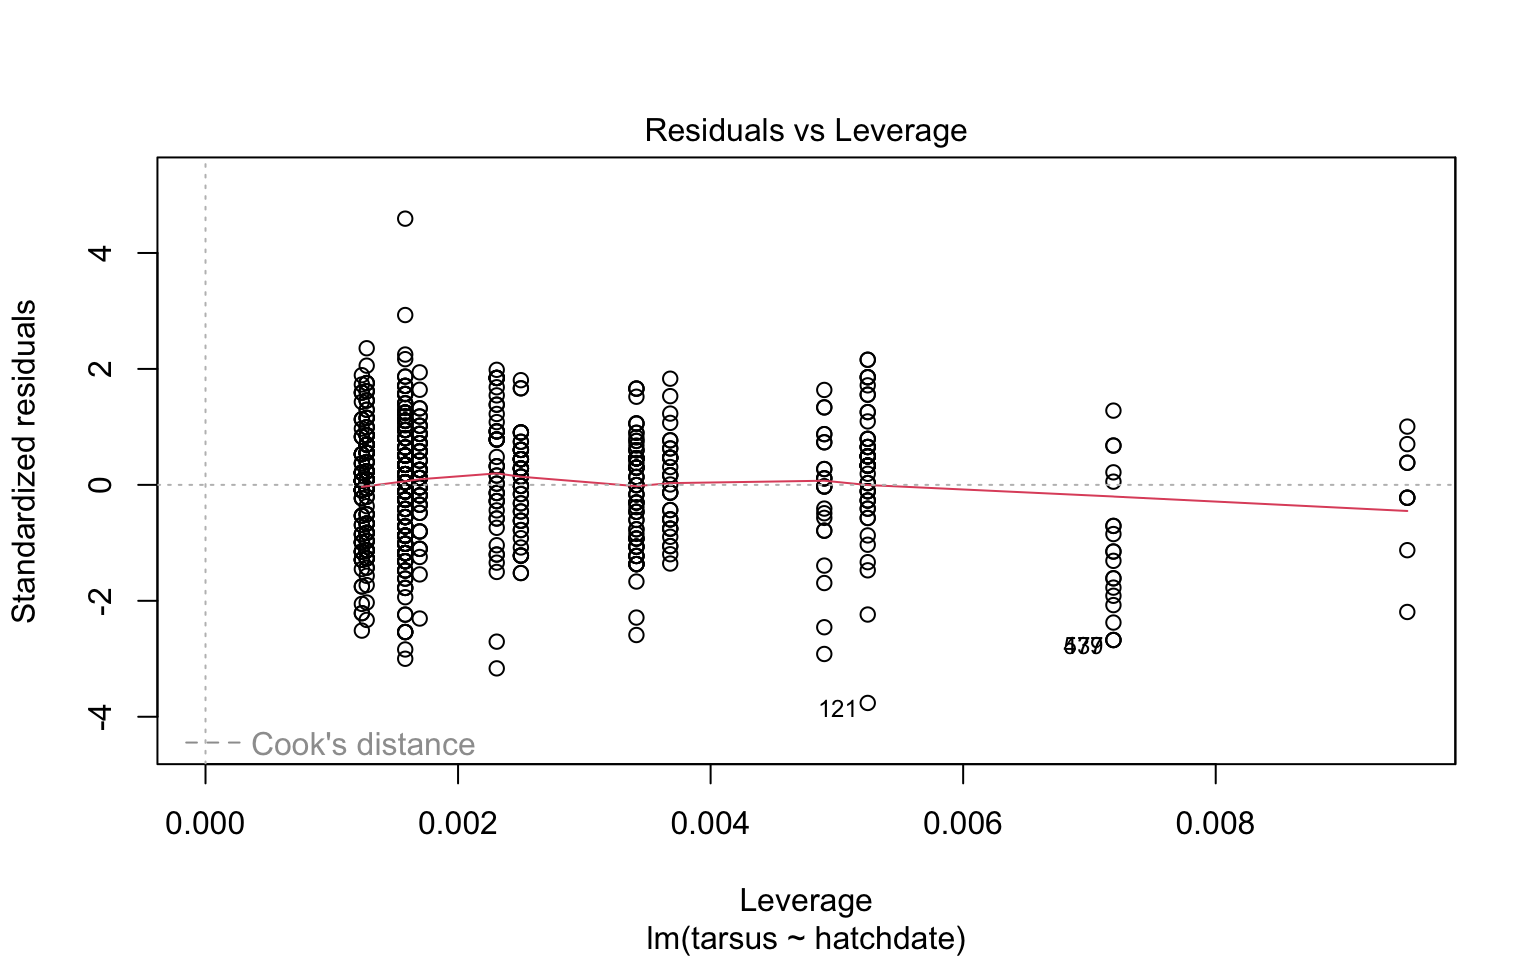 Residuals vs Leverage
Standardized residuals
4
2
0
-2
-4
121
Cook's distance
0.000 0.002 0.004 0.006 0.008
Leverage
lm(tarsus ~ hatchdate)